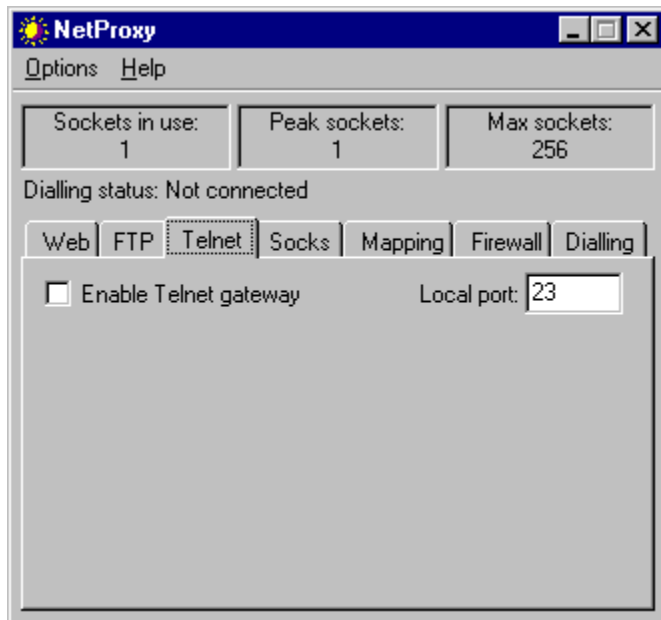 NetProxy
Options Help
Sockets in use: Peak sockets: Max sockets:
1 1 256
Dialling status: Not connected
Web FTP Telnet Socks Mapping Firewall Dialling
Enable Telnet gateway Local port: 23